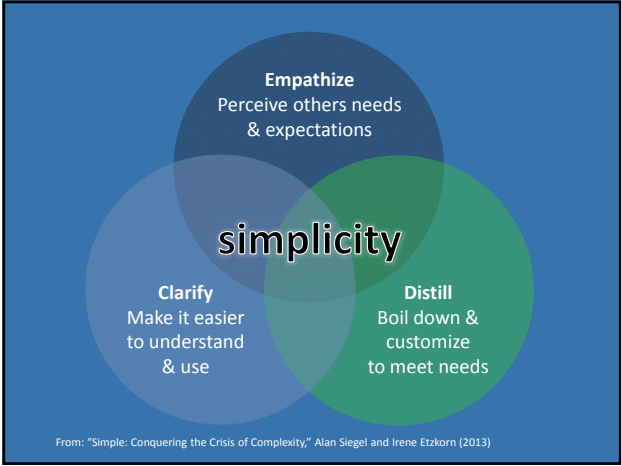 Empathize
Perceive others needs
& expectations
simplicity
Clarify
Make it easier
to understand
& use
Distill
Boil down &
customize
to meet needs
From: “Simple: Conquering the Crisis of Complexity,” Alan Siegel and Irene Etzkorn (2013)